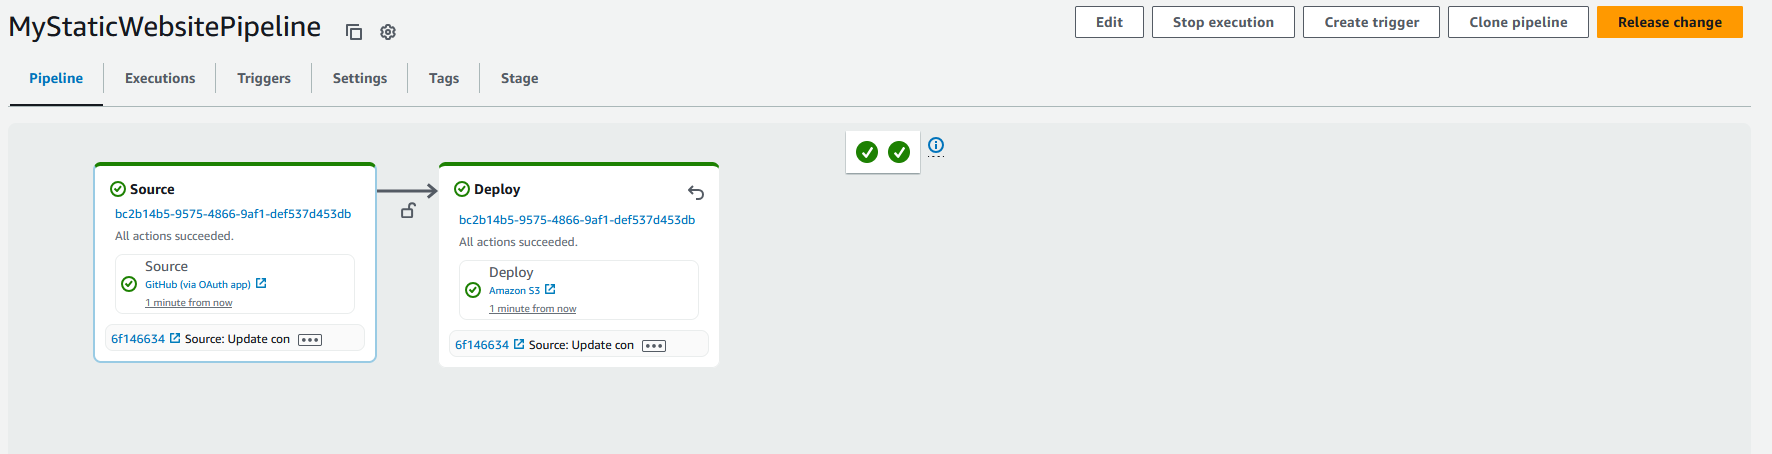 MyStaticWebsitePipeline
Edit
Stop execution
Create trigger
Clone pipeline
Release change
Pipeline
Executions
Triggers
Settings
Tags
Stage
Source
bc2b14b5-9575-4866-9af1-def537d453db
All actions succeeded.
Source
GitHub (via OAuth app)
1 minute from now
6f146634 Source: Update con
Deploy
bc2b14b5-9575-4866-9af1-def537d453db
All actions succeeded.
Deploy
Amazon S3
1 minute from now
6f146634 Source: Update con